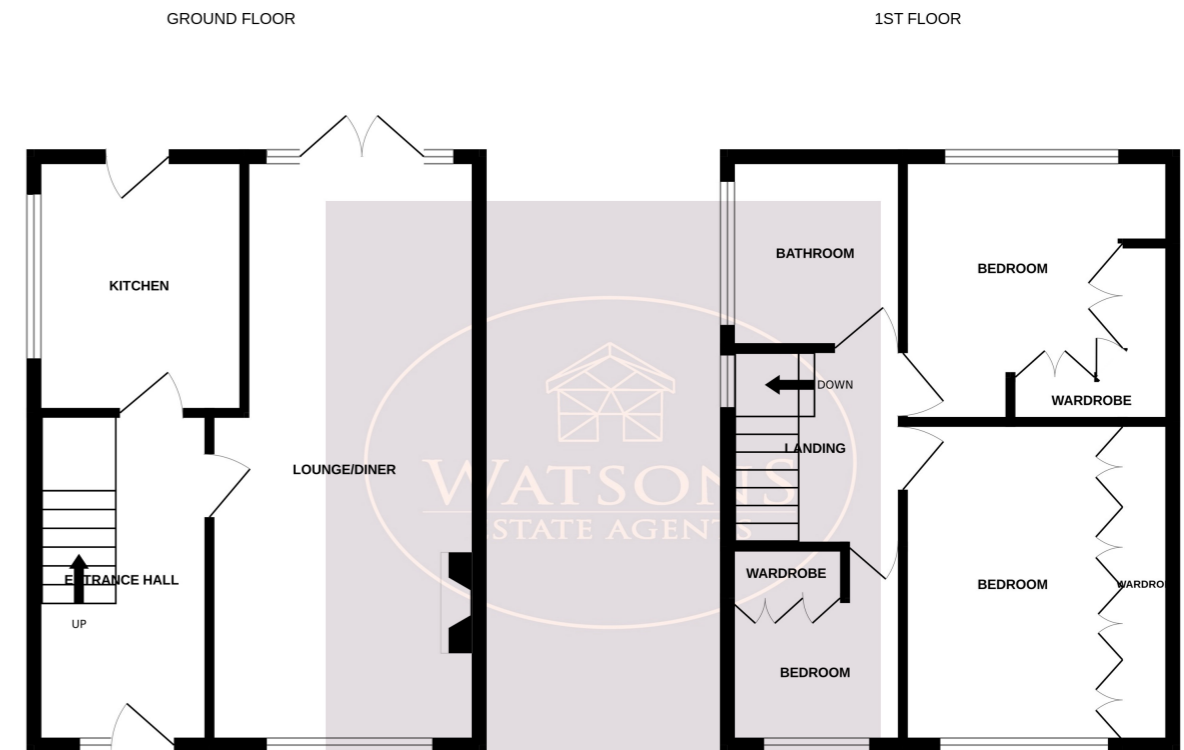 GROUND FLOOR
1ST FLOOR
KITCHEN
LOUNGE/DINER
ENTRANCE HALL
UP
BATHROOM
BEDROOM
DOWN
WARDROBE
LANDING
WATSONS
ESTATE AGENTS
WARDROBE
BEDROOM
WARDRO
BEDROOM